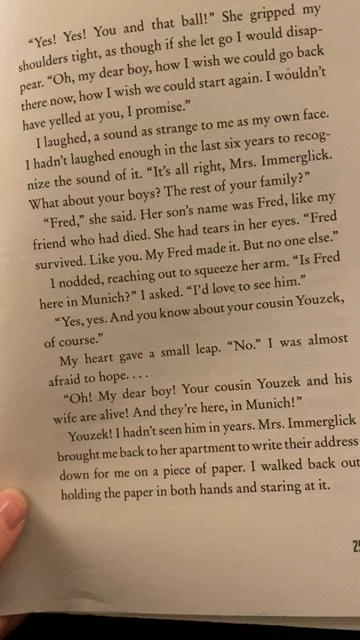 “Yes! Yes! You and that ball!” She gripped my
shoulders tight, as though if she let go I would disap-
pear. “Oh, my dear boy, how I wish we could go back
there now, how I wish we could start again. I wouldn’t
have yelled at you, I promise.”
I laughed, a sound as strange to me as my own face.
I hadn’t laughed enough in the last six years to recog-
nize the sound of it. “It’s all right, Mrs. Immerglick.
What about your boys? The rest of your family?”
“Fred,” she said. Her son’s name was Fred, like my
friend who had died. She had tears in her eyes. “Fred
survived. Like you. My Fred made it. But no one else.”
I nodded, reaching out to squeeze her arm. “Is Fred
here in Munich?” I asked. “I’d love to see him.”
“Yes, yes. And you know about your cousin Youzek,
of course.”
My heart gave a small leap. “No.” I was almost
afraid to hope. . . .
“Oh! My dear boy! Your cousin Youzek and his
wife are alive! And they’re here, in Munich!”
Youzek! I hadn’t seen him in years. Mrs. Immerglick
brought me back to her apartment to write their address
down for me on a piece of paper. I walked back out
holding the paper in both hands and staring at it.